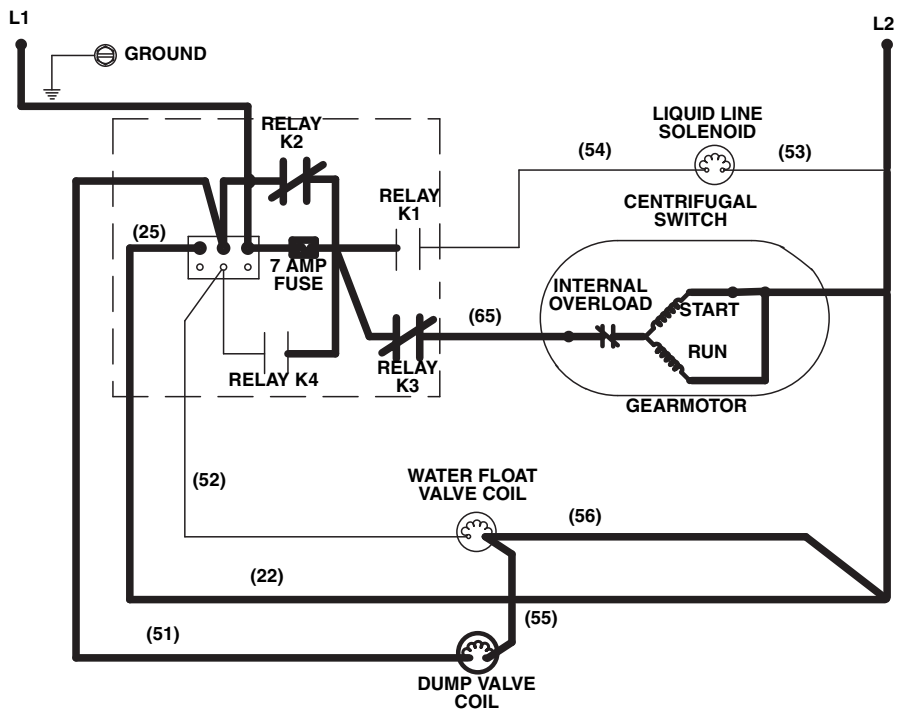 L1
L2
GROUND
RELAY
K2
LIQUID LINE
SOLENOID
(54)
(53)
RELAY
K1
CENTRIFUGAL
SWITCH
(25)
7 AMP
FUSE
INTERNAL
OVERLOAD
START
(65)
RUN
RELAY K4
RELAY
K3
GEARMOTOR
WATER FLOAT
VALVE COIL
(52)
(56)
(22)
(55)
(51)
DUMP VALVE
COIL